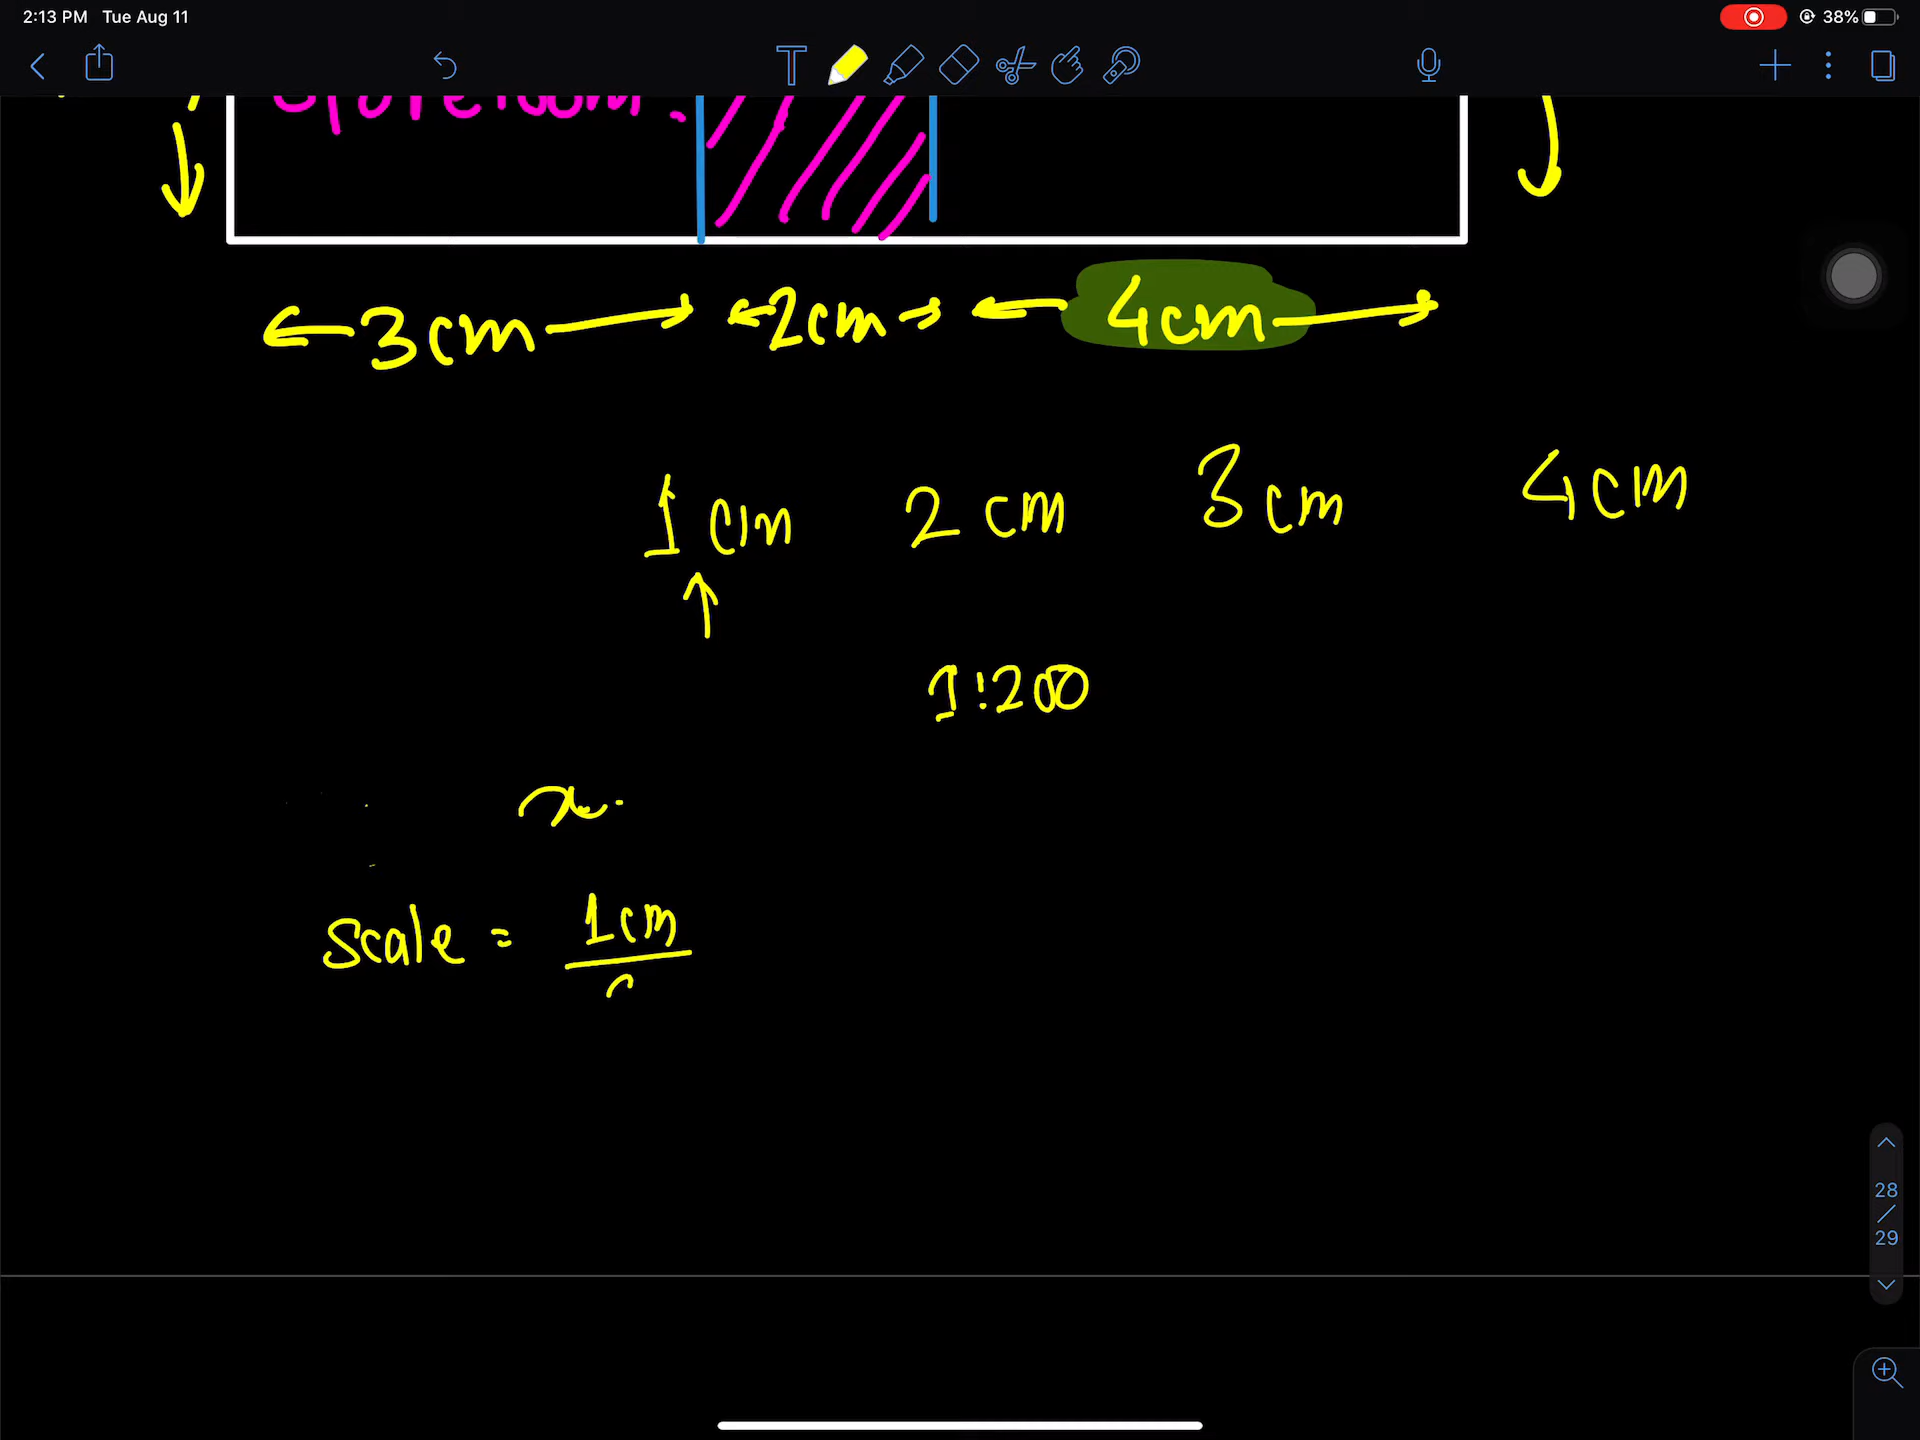 2:13 PM Tue Aug 11 38%
T
3cm 2cm 4cm
1 cm 2 cm 3 cm 4 cm
1:200
x
scale = 1cm
28
/
29